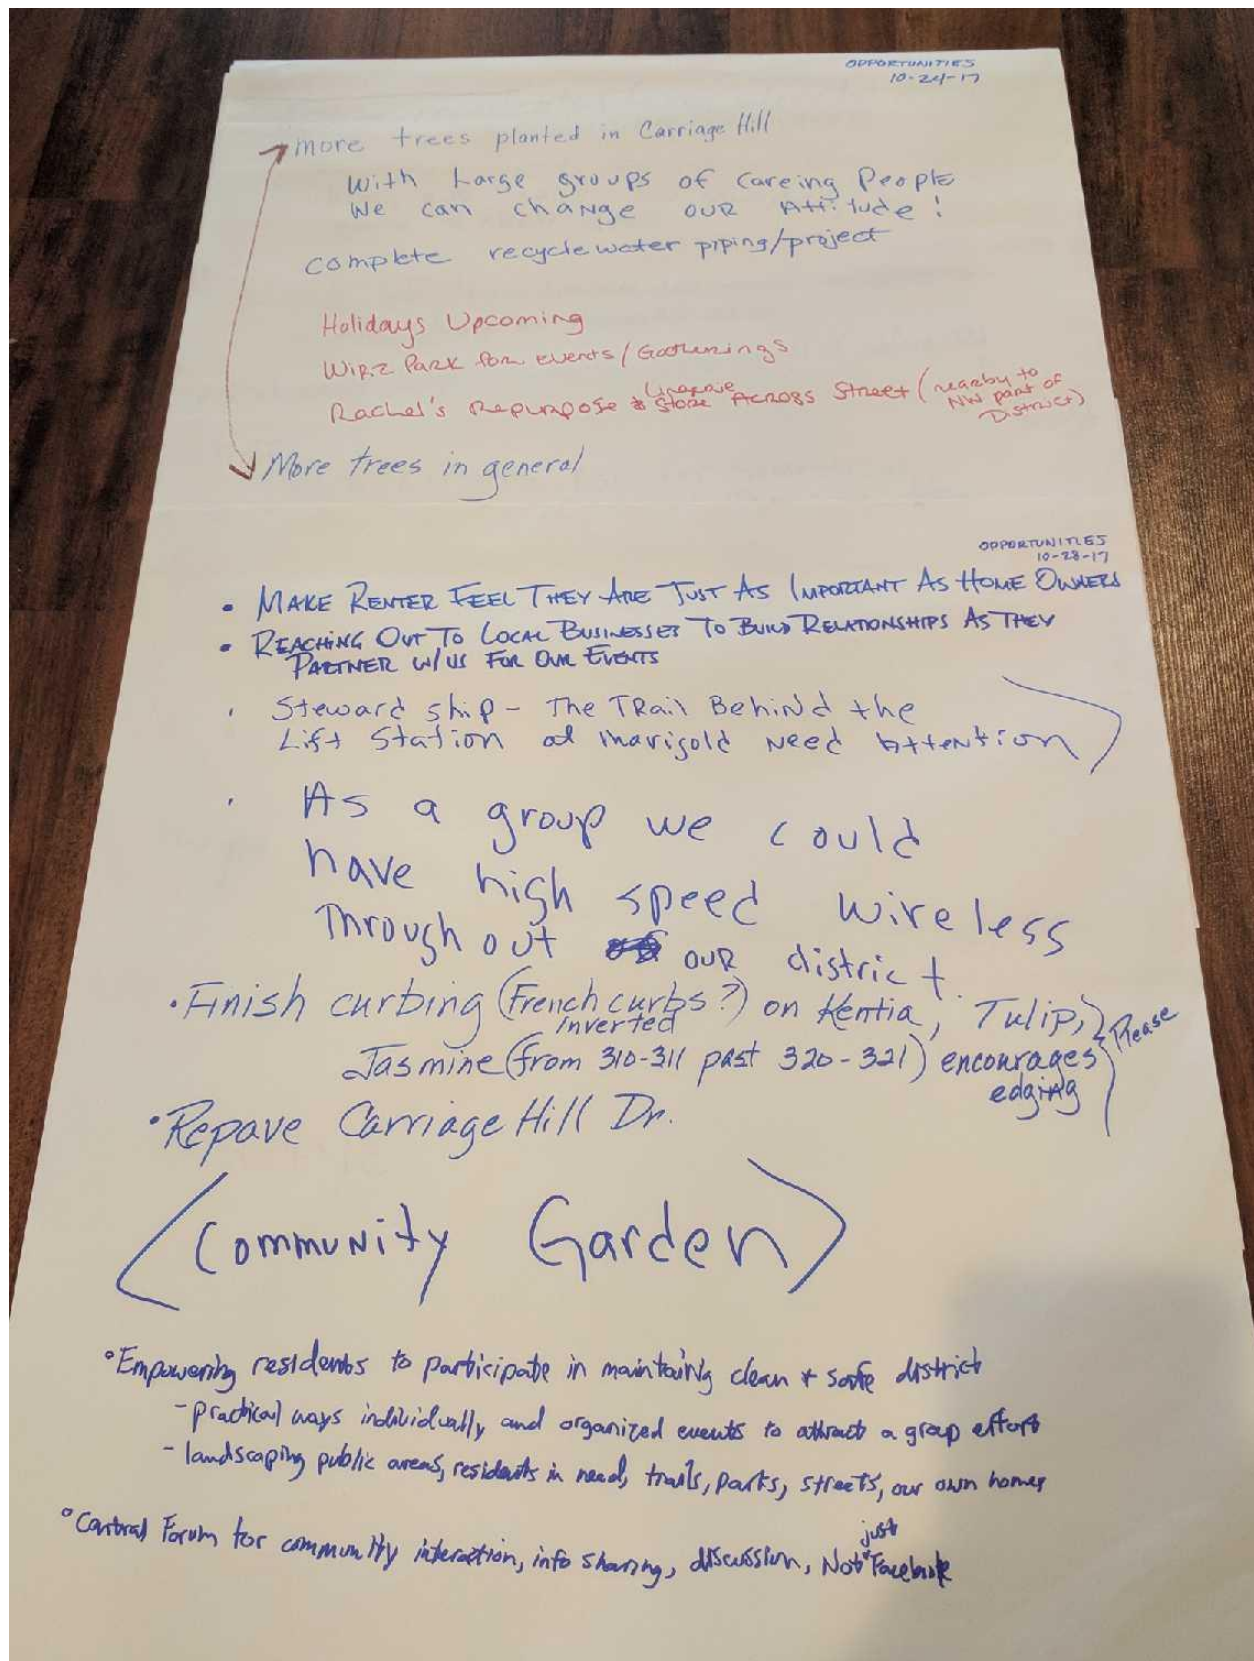 OPPORTUNITIES
10-24-17
More trees planted in Carriage Hill
With Large groups of Careing People
We can change our Attitude!
Complete recycle water piping/project
Holidays Upcoming
Wirz Park for events/Gatherings
Rachel's Repurpose & Lingerie Store Across Street (nearby to
NW part of
District)
More trees in general
OPPORTUNITIES
10-28-17
• MAKE RENTER FEEL THEY ARE JUST AS IMPORTANT AS HOME OWNERS
• REACHING OUT TO LOCAL BUSINESSES TO BUILD RELATIONSHIPS AS THEY
PARTNER W/US FOR OUR EVENTS
• Steward ship - The TRail Behind the
Lift Station at marigold Need Attention
• As a group we could
have high speed wireless
Through out our district.
• Finish curbing (French curbs?) on Kentia, Tulip,
inverted
Jasmine (from 310-311 past 320-321) encourages
edging
Please
• Repave Carriage Hill Dr.
<Community Garden>
• Empowering residents to participate in maintaining clean + safe district
- practical ways individually and organized events to attract a group effort
- landscaping public areas, residents in need, trails, parks, streets, our own homes
• Central Forum for community interaction, info sharing, discussion, Not just Facebook